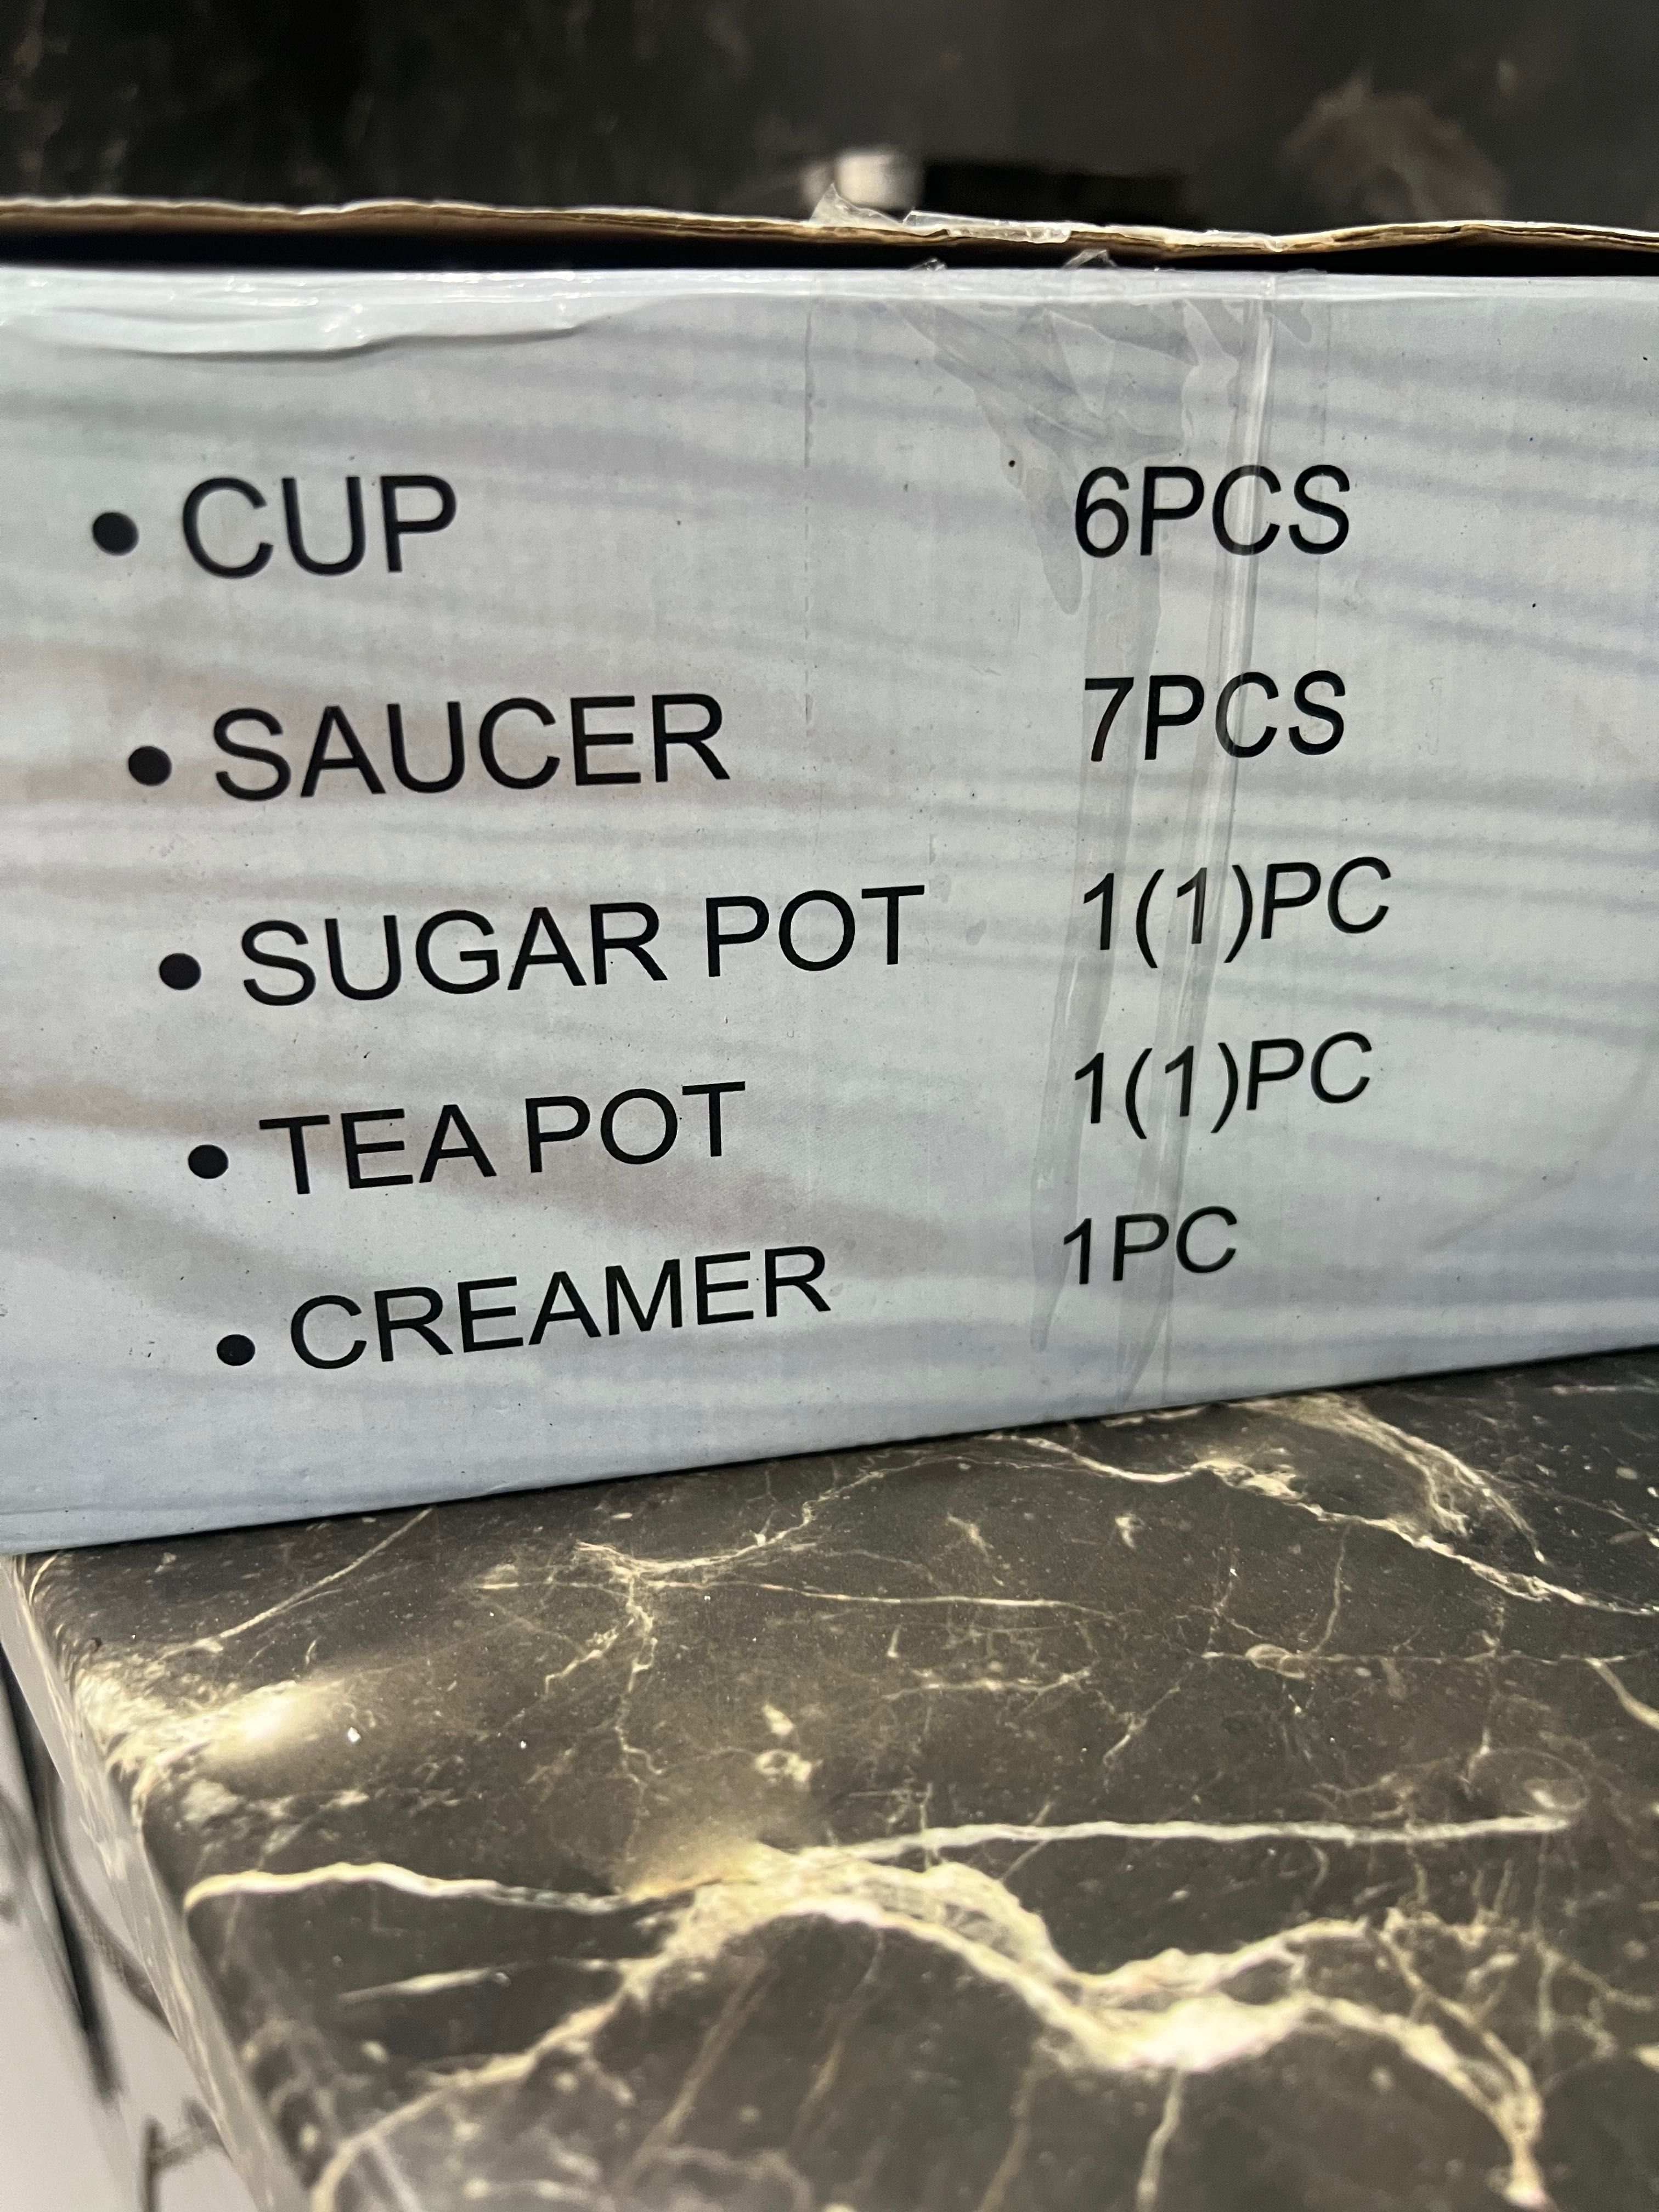 • CUP 6PCS
• SAUCER 7PCS
• SUGAR POT 1(1)PC
• TEA POT 1(1)PC
• CREAMER 1PC